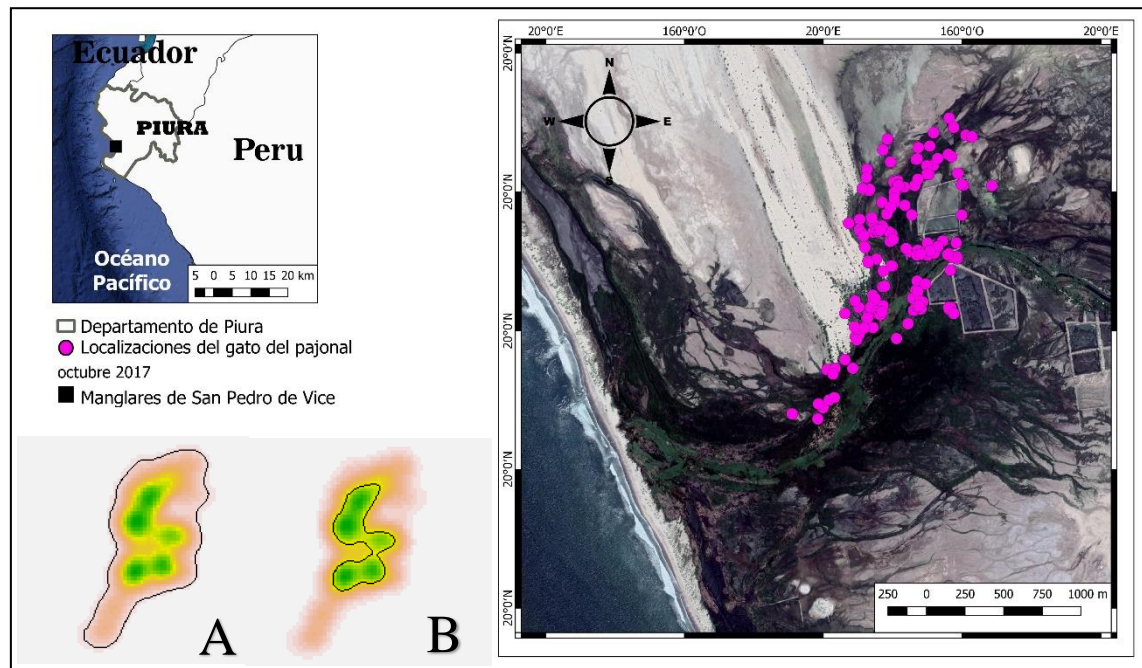 Ecuador
PIURA
Peru
Océano
Pacífico
5 0 5 10 15 20 km
Departamento de Piura
Localizaciones del gato del pajonal
octubre 2017
Manglares de San Pedro de Vice
A
B
20°0'E 160°0'E 20°0'E 160°0'E 20°0'E
20°0'N
20°0'N
20°0'N
20°0'N
20°0'N
N
W E
S
250 0 250 500 750 1000 m